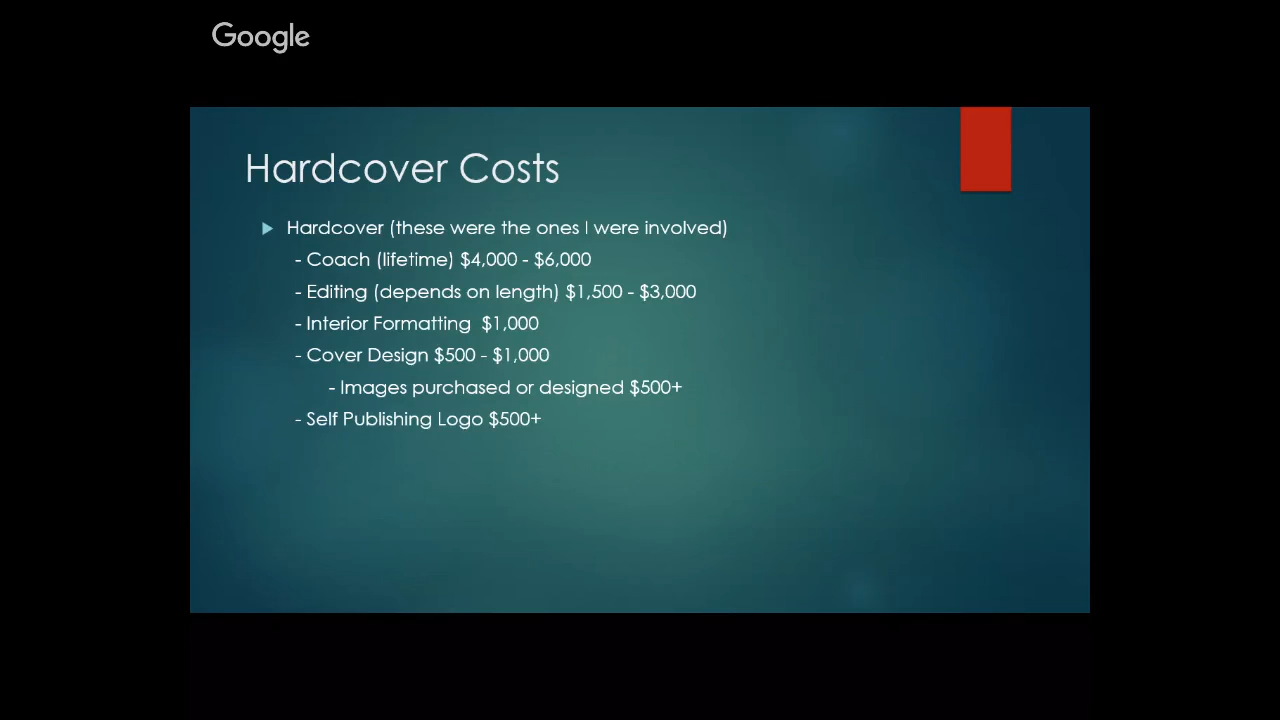 Google
Hardcover Costs
Hardcover (these were the ones I were involved)
- Coach (lifetime) $4,000 - $6,000
- Editing (depends on length) $1,500 - $3,000
- Interior Formatting  $1,000
- Cover Design $500 - $1,000
- Images purchased or designed $500+
- Self Publishing Logo $500+